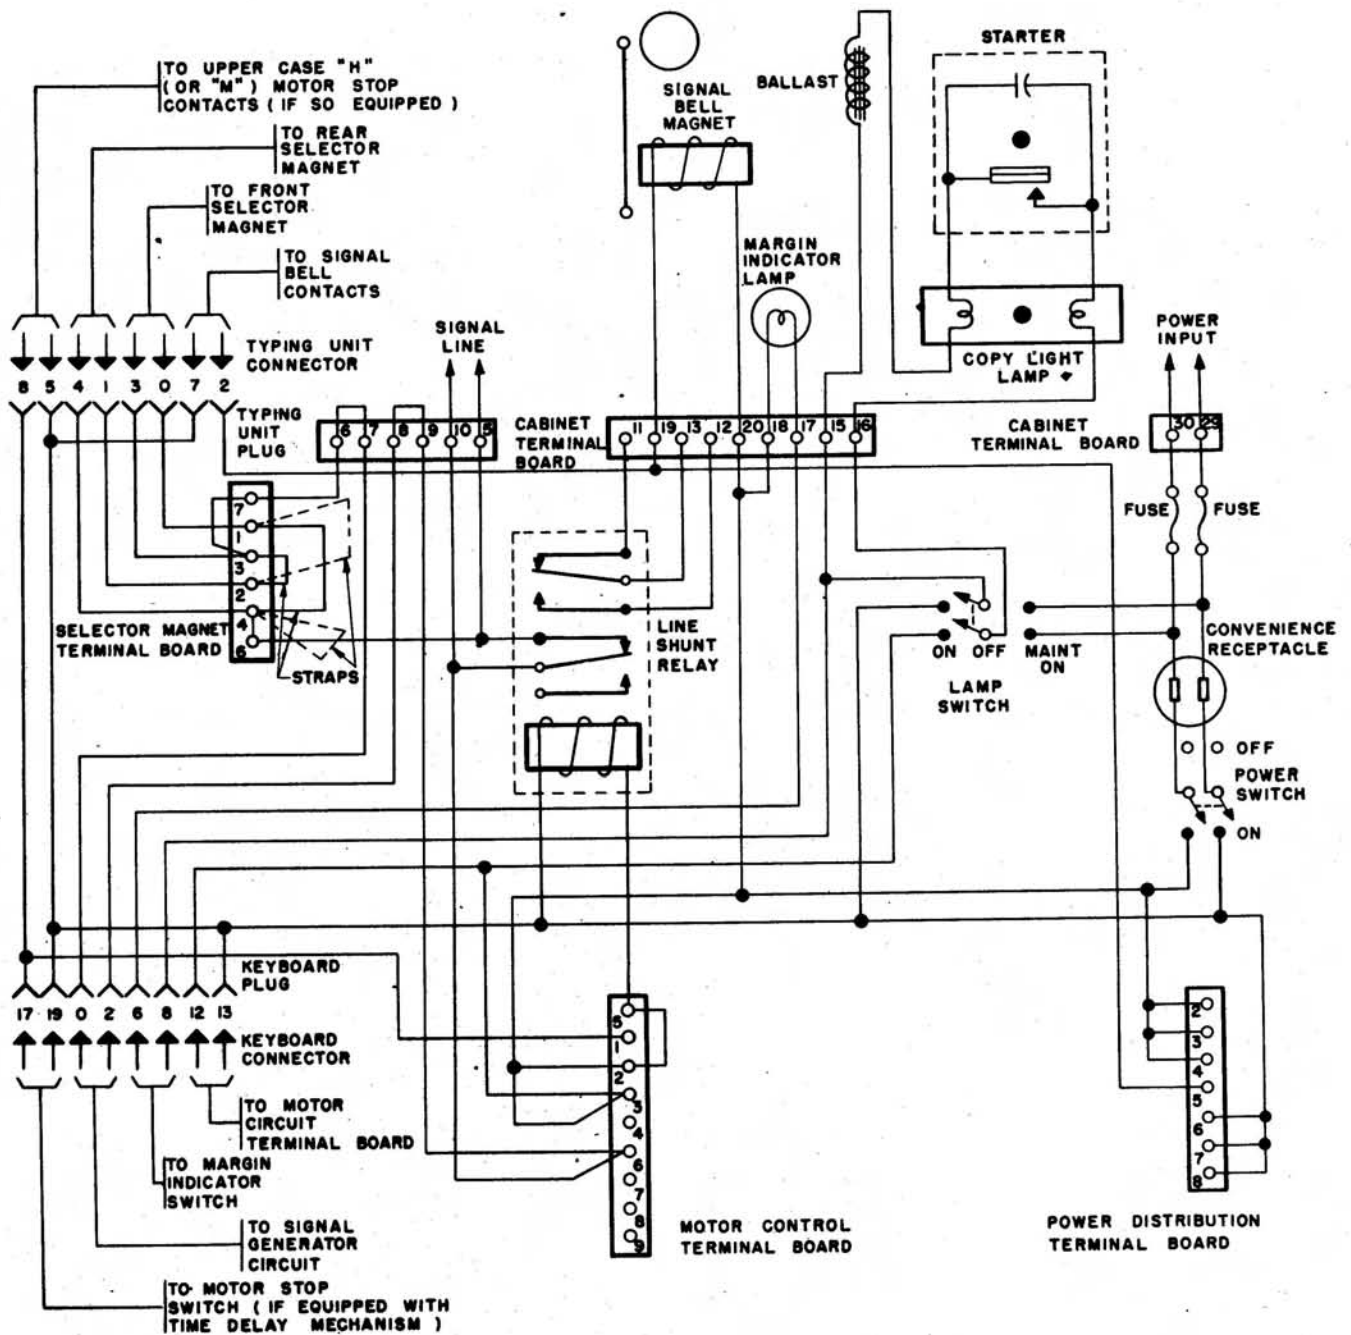 TO UPPER CASE "H"
(OR "M") MOTOR STOP
CONTACTS (IF SO EQUIPPED)
TO REAR
SELECTOR
MAGNET
TO FRONT
SELECTOR
MAGNET
TO SIGNAL
BELL
CONTACTS
SIGNAL
BELL
MAGNET
BALLAST
STARTER
MARGIN
INDICATOR
LAMP
COPY LIGHT
LAMP
POWER
INPUT
SIGNAL
LINE
TYPING UNIT
CONNECTOR
8 5 4 1 3 0 7 2
TYPING
UNIT
PLUG
6 7 8 9 10 5
CABINET
TERMINAL
BOARD
11 19 13 12 20 18 17 15 16
CABINET
TERMINAL BOARD
30 29
FUSE
FUSE
7
1
3
2
4
6
SELECTOR MAGNET
TERMINAL BOARD
STRAPS
LINE
SHUNT
RELAY
ON OFF
MAINT
ON
LAMP
SWITCH
CONVENIENCE
RECEPTACLE
OFF
POWER
SWITCH
ON
KEYBOARD
PLUG
17 19 0 2 6 8 12 13
KEYBOARD
CONNECTOR
TO MOTOR
CIRCUIT
TERMINAL BOARD
TO MARGIN
INDICATOR
SWITCH
TO SIGNAL
GENERATOR
CIRCUIT
TO MOTOR STOP
SWITCH (IF EQUIPPED WITH
TIME DELAY MECHANISM)
5
1
2
3
4
6
7
8
9
MOTOR CONTROL
TERMINAL BOARD
2
3
4
5
6
7
8
POWER DISTRIBUTION
TERMINAL BOARD